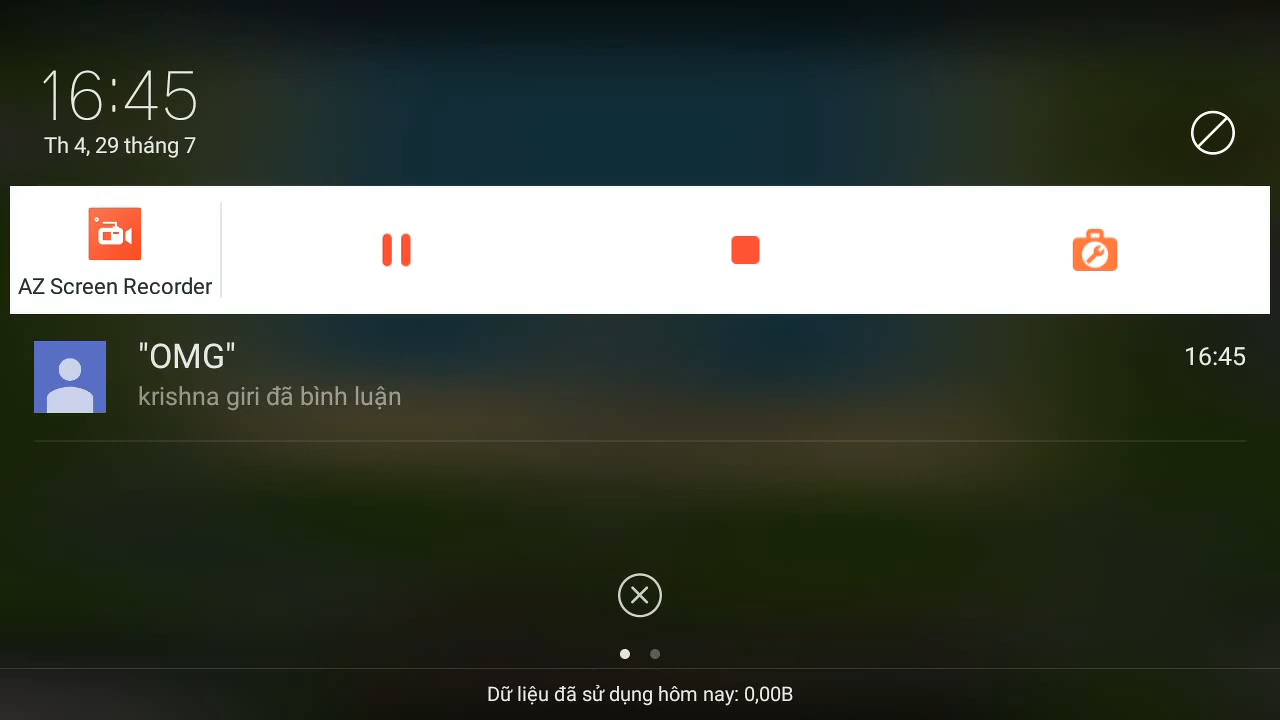 16:45
Th 4, 29 tháng 7
AZ Screen Recorder
"OMG"
16:45
krishna giri đã bình luận
Dữ liệu đã sử dụng hôm nay: 0,00B